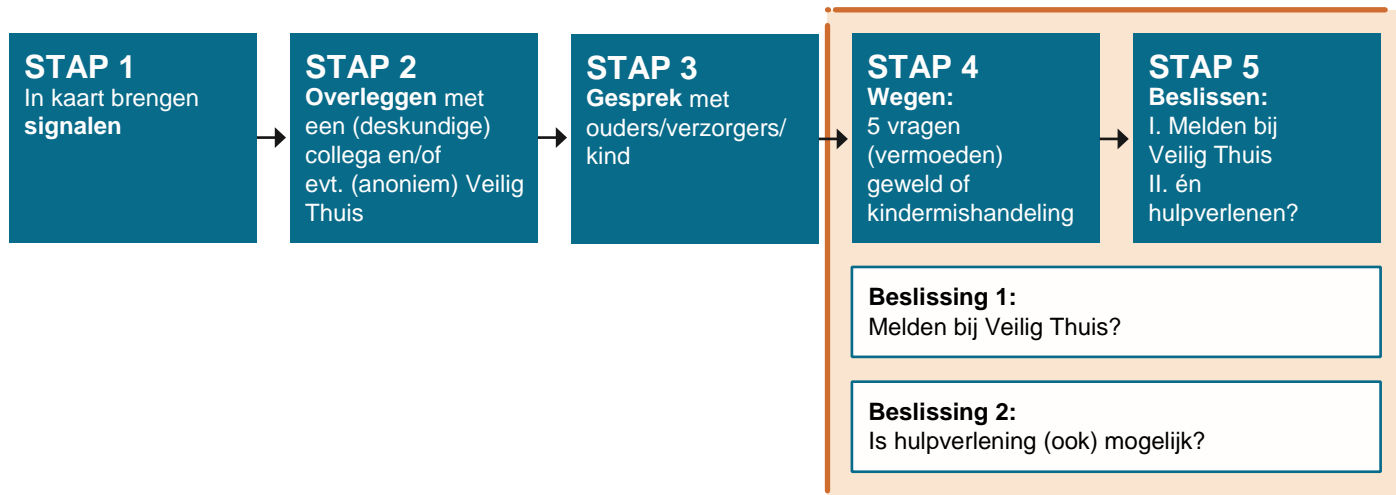 STAP 1
In kaart brengen
signalen
STAP 2
Overleggen met
een (deskundige)
collega en/of
evt. (anoniem) Veilig
Thuis
STAP 3
Gesprek met
ouders/verzorgers/
kind
STAP 4
Wegen:
5 vragen
(vermoeden)
geweld of
kindermishandeling
STAP 5
Beslissen:
I. Melden bij
Veilig Thuis
II. én
hulpverlenen?
Beslissing 1:
Melden bij Veilig Thuis?
Beslissing 2:
Is hulpverlening (ook) mogelijk?